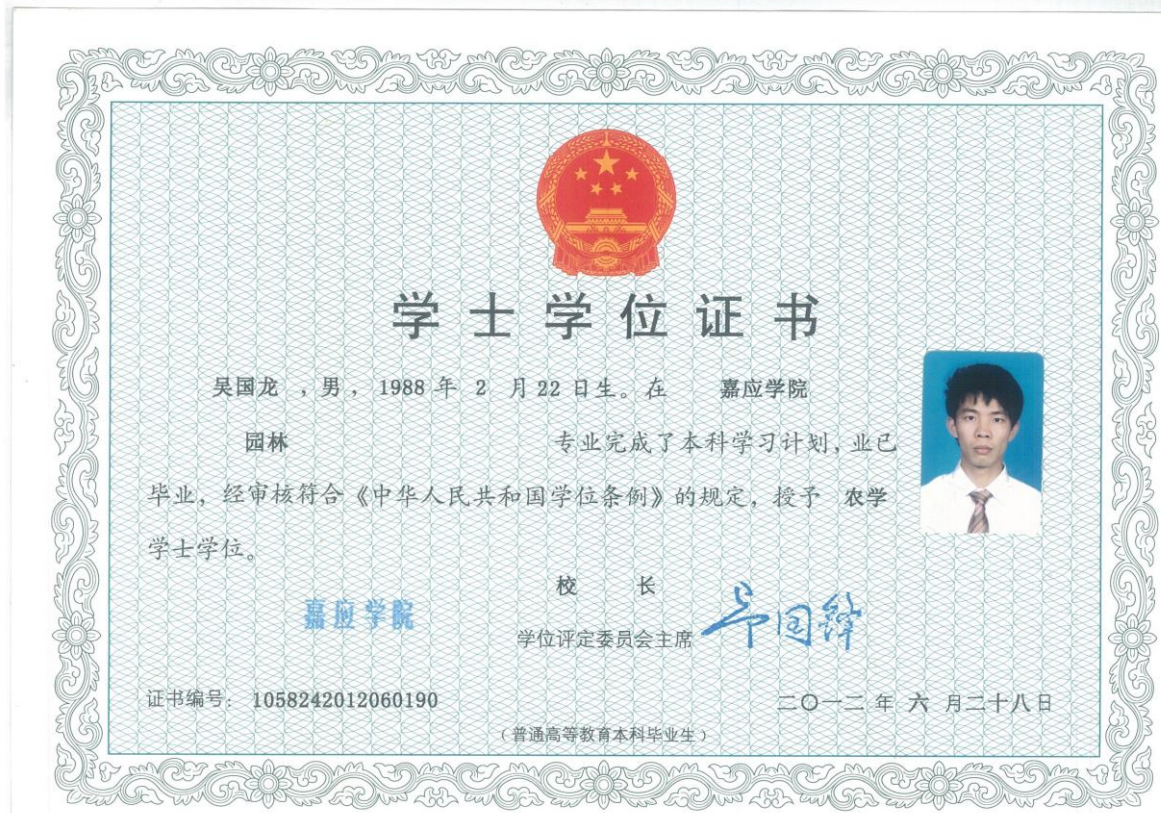 学士学位证书
吴国龙 ，男，1988 年 2 月 22 日生。在 嘉应学院
园林 专业完成了本科学习计划，业已
毕业，经审核符合《中华人民共和国学位条例》的规定，授予 农学
学士学位。
校 长
嘉应学院
学位评定委员会主席
证书编号：1058242012060190
二〇一二 年 六 月二十八日
（普通高等教育本科毕业生）